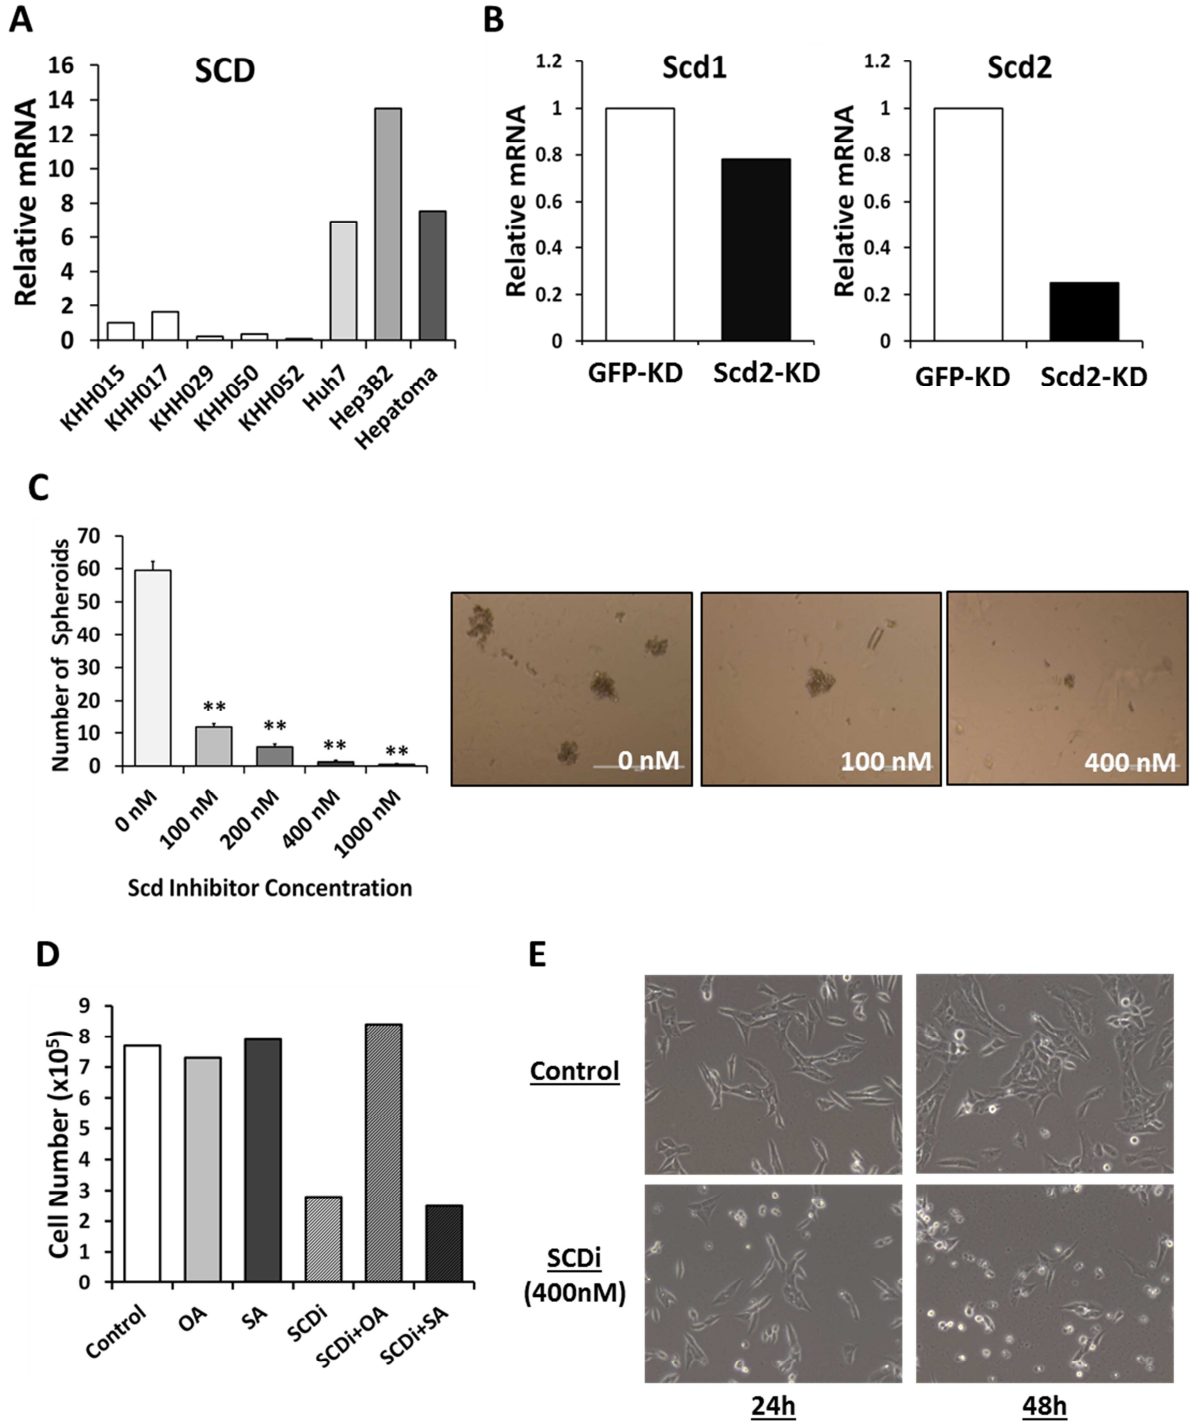 A
SCD
Relative mRNA
16
14
12
10
8
6
4
2
0
KHH015
KHH017
KHH029
KHH050
KHH052
Huh7
Hep3B2
Hepatoma
B
Scd1
Relative mRNA
1.2
1
0.8
0.6
0.4
0.2
0
GFP-KD
Scd2-KD
Scd2
Relative mRNA
1.2
1
0.8
0.6
0.4
0.2
0
GFP-KD
Scd2-KD
C
Number of Spheroids
70
60
50
40
30
20
10
0
**
**
**
**
0 nM
100 nM
200 nM
400 nM
1000 nM
Scd Inhibitor Concentration
0 nM
100 nM
400 nM
D
Cell Number (x10⁵)
9
8
7
6
5
4
3
2
1
0
Control
OA
SA
SCDi
SCDi+OA
SCDi+SA
E
Control
SCDi
(400nM)
24h
48h